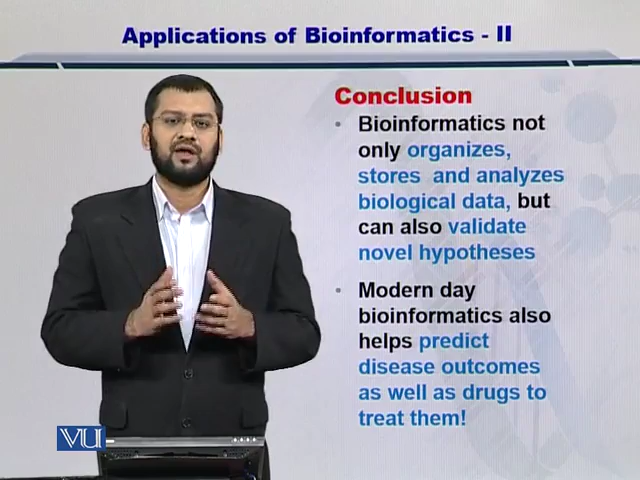 Applications of Bioinformatics - II
Conclusion
• Bioinformatics not
only organizes,
stores and analyzes
biological data, but
can also validate
novel hypotheses
• Modern day
bioinformatics also
helps predict
disease outcomes
as well as drugs to
treat them!
VU